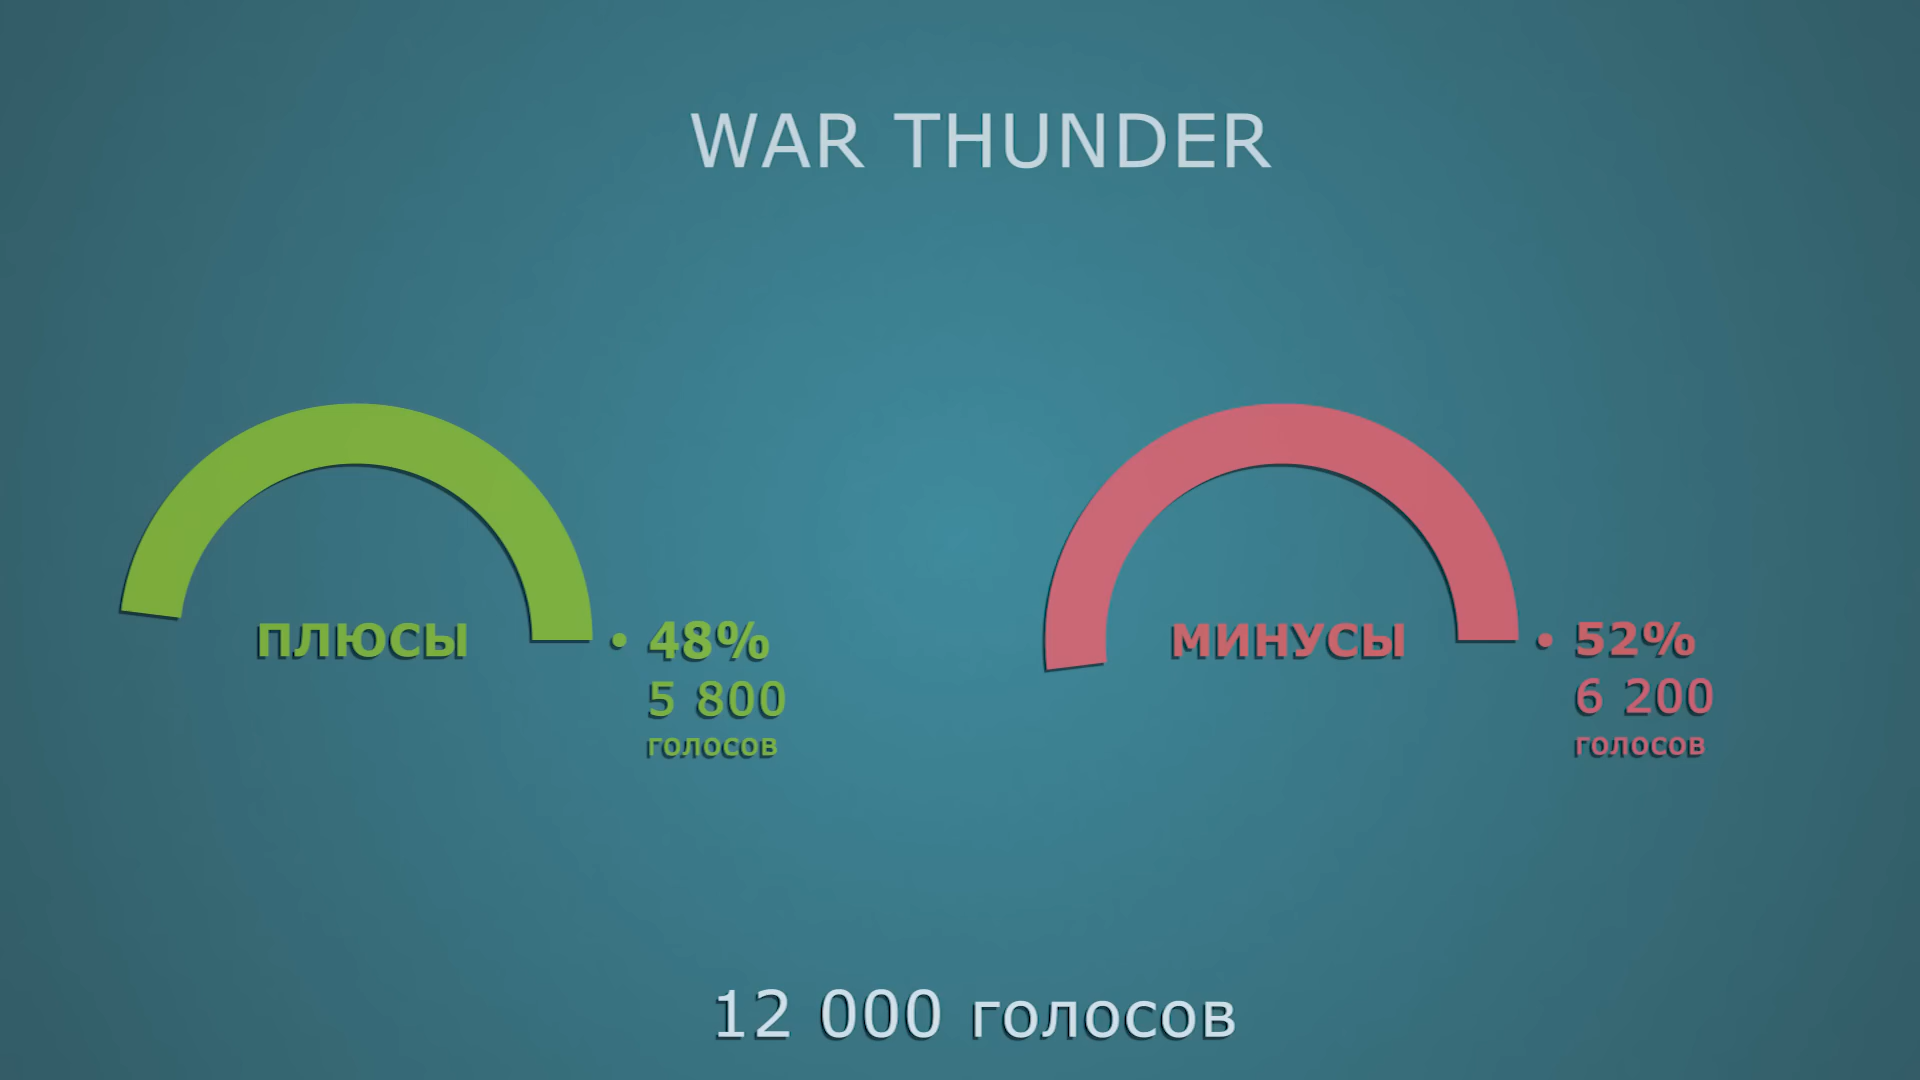 WAR THUNDER
ПЛЮСЫ
• 48%
5 800
голосов
МИНУСЫ
• 52%
6 200
голосов
12 000 голосов